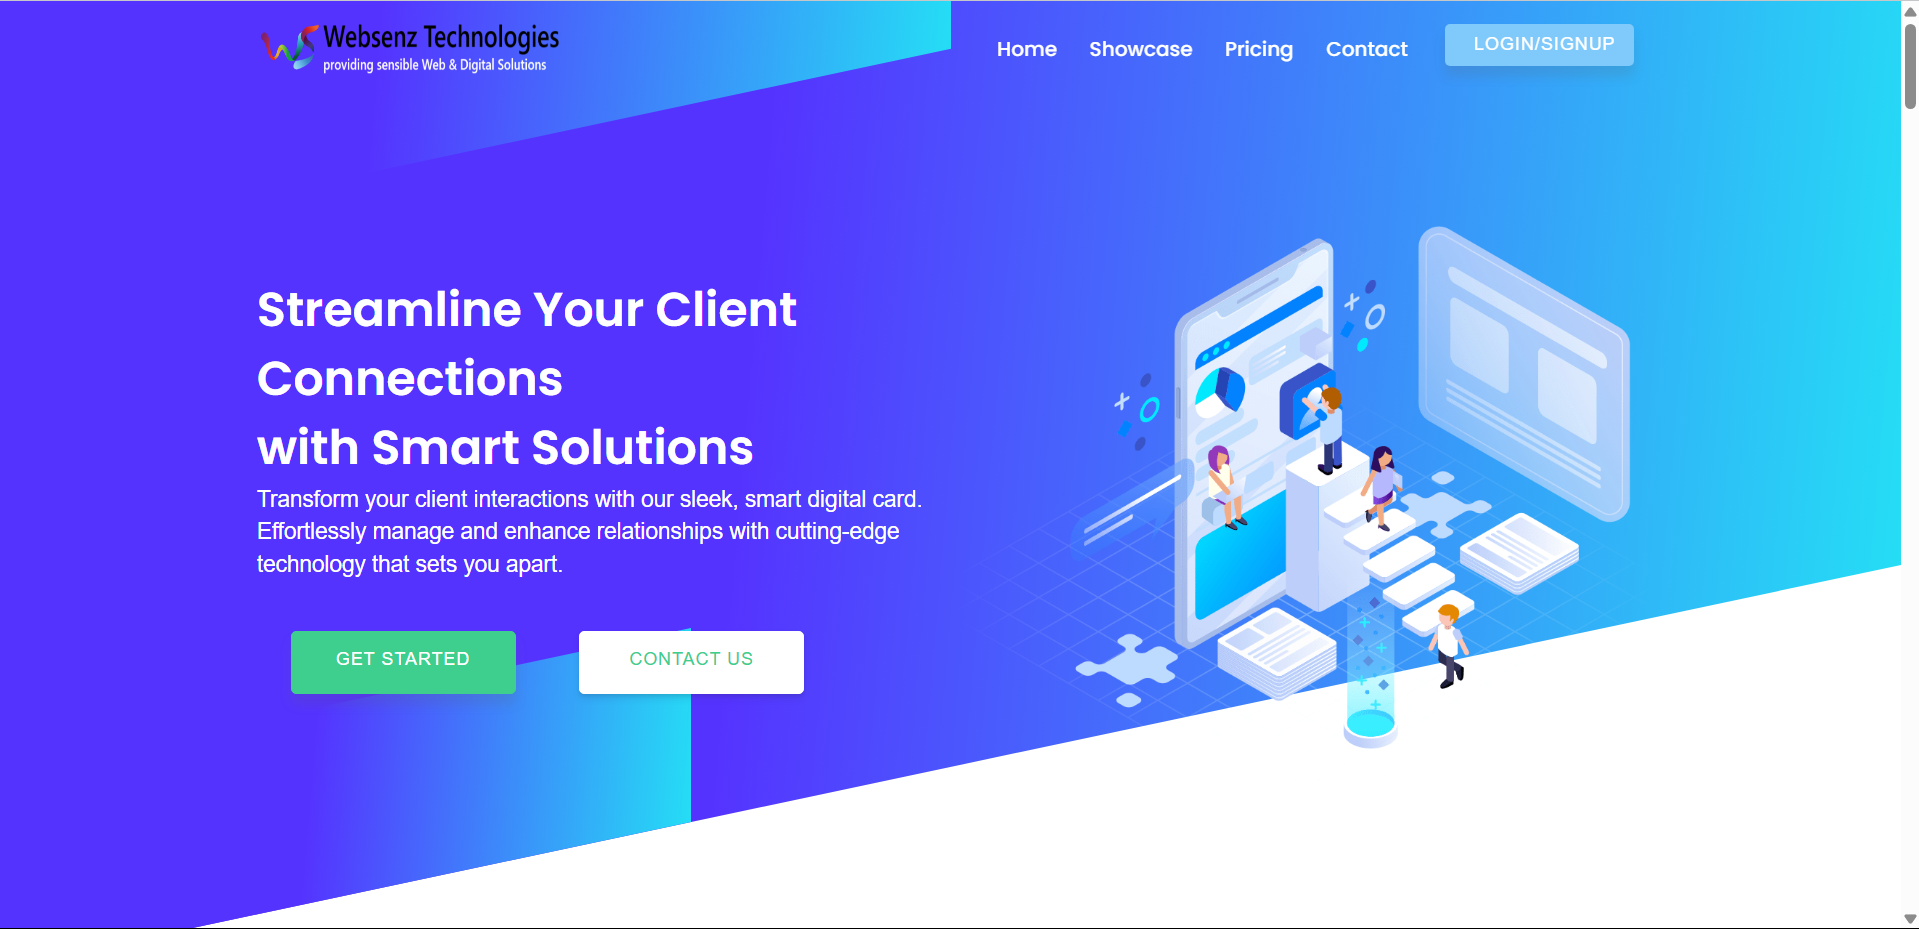 Websenz Technologies
providing sensible Web & Digital Solutions
Home Showcase Pricing Contact LOGIN/SIGNUP
Streamline Your Client
Connections
with Smart Solutions
Transform your client interactions with our sleek, smart digital card.
Effortlessly manage and enhance relationships with cutting-edge
technology that sets you apart.
GET STARTED CONTACT US